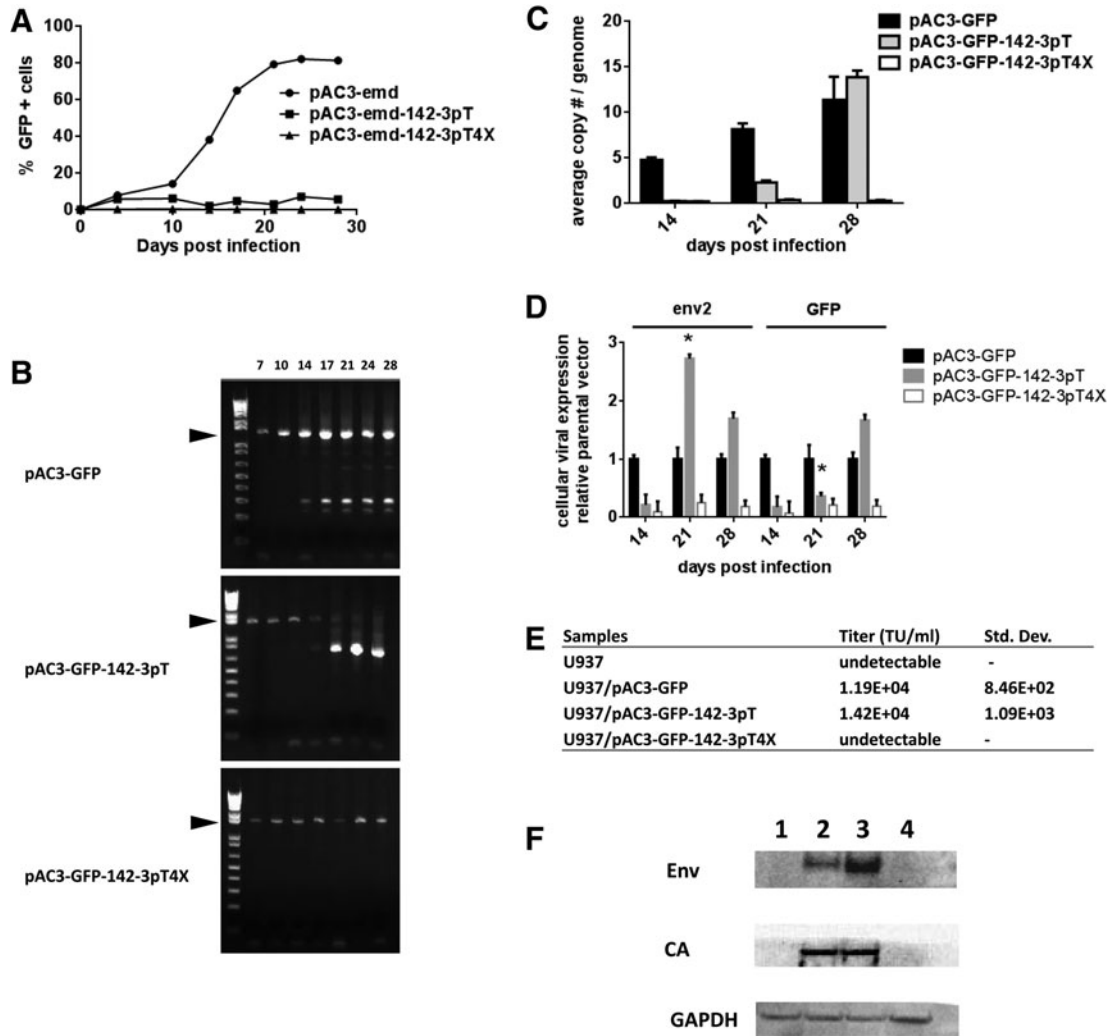 A
% GFP + cells
100
80
60
40
20
0
0 10 20 30
Days post infection
pAC3-emd
pAC3-emd-142-3pT
pAC3-emd-142-3pT4X
B
7 10 14 17 21 24 28
pAC3-GFP
pAC3-GFP-142-3pT
pAC3-GFP-142-3pT4X
C
average copy # / genome
20
15
10
5
0
14 21 28
days post infection
pAC3-GFP
pAC3-GFP-142-3pT
pAC3-GFP-142-3pT4X
D
env2 GFP
cellular viral expression
relative parental vector
3
2
1
0
* *
14 21 28 14 21 28
days post infection
pAC3-GFP
pAC3-GFP-142-3pT
pAC3-GFP-142-3pT4X
E
Samples Titer (TU/ml) Std. Dev.
U937 undetectable -
U937/pAC3-GFP 1.19E+04 8.46E+02
U937/pAC3-GFP-142-3pT 1.42E+04 1.09E+03
U937/pAC3-GFP-142-3pT4X undetectable -
F
1 2 3 4
Env
CA
GAPDH